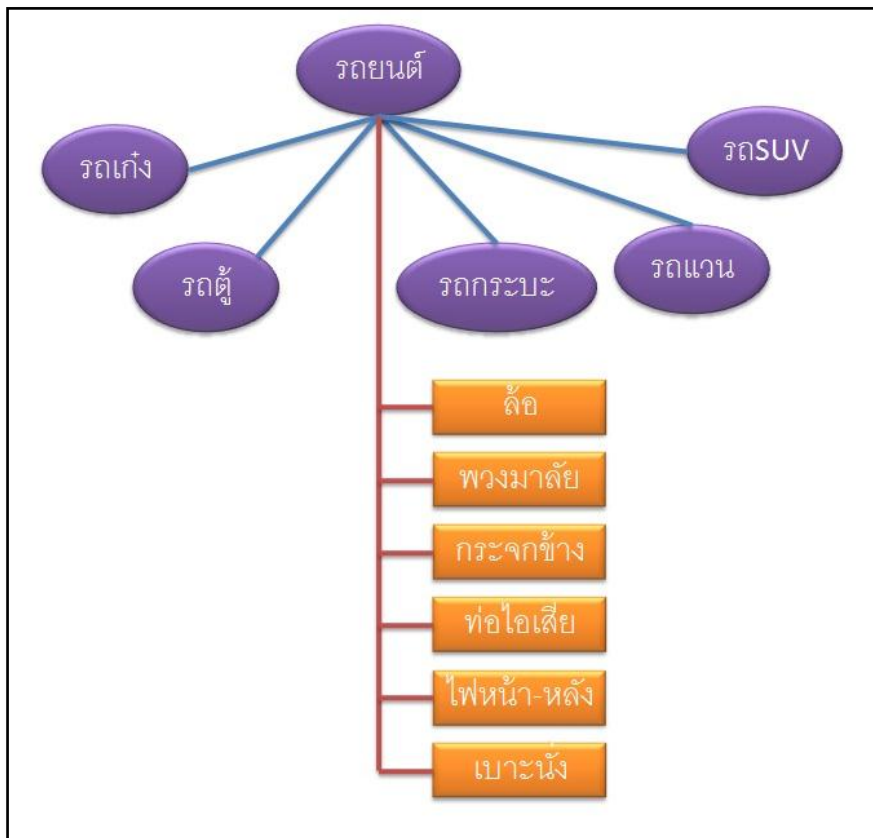 รถยนต์
รถเก๋ง
รถSUV
รถตู้
รถกระบะ
รถแวน
ล้อ
พวงมาลัย
กระจกข้าง
ท่อไอเสีย
ไฟหน้า-หลัง
เบาะนั่ง